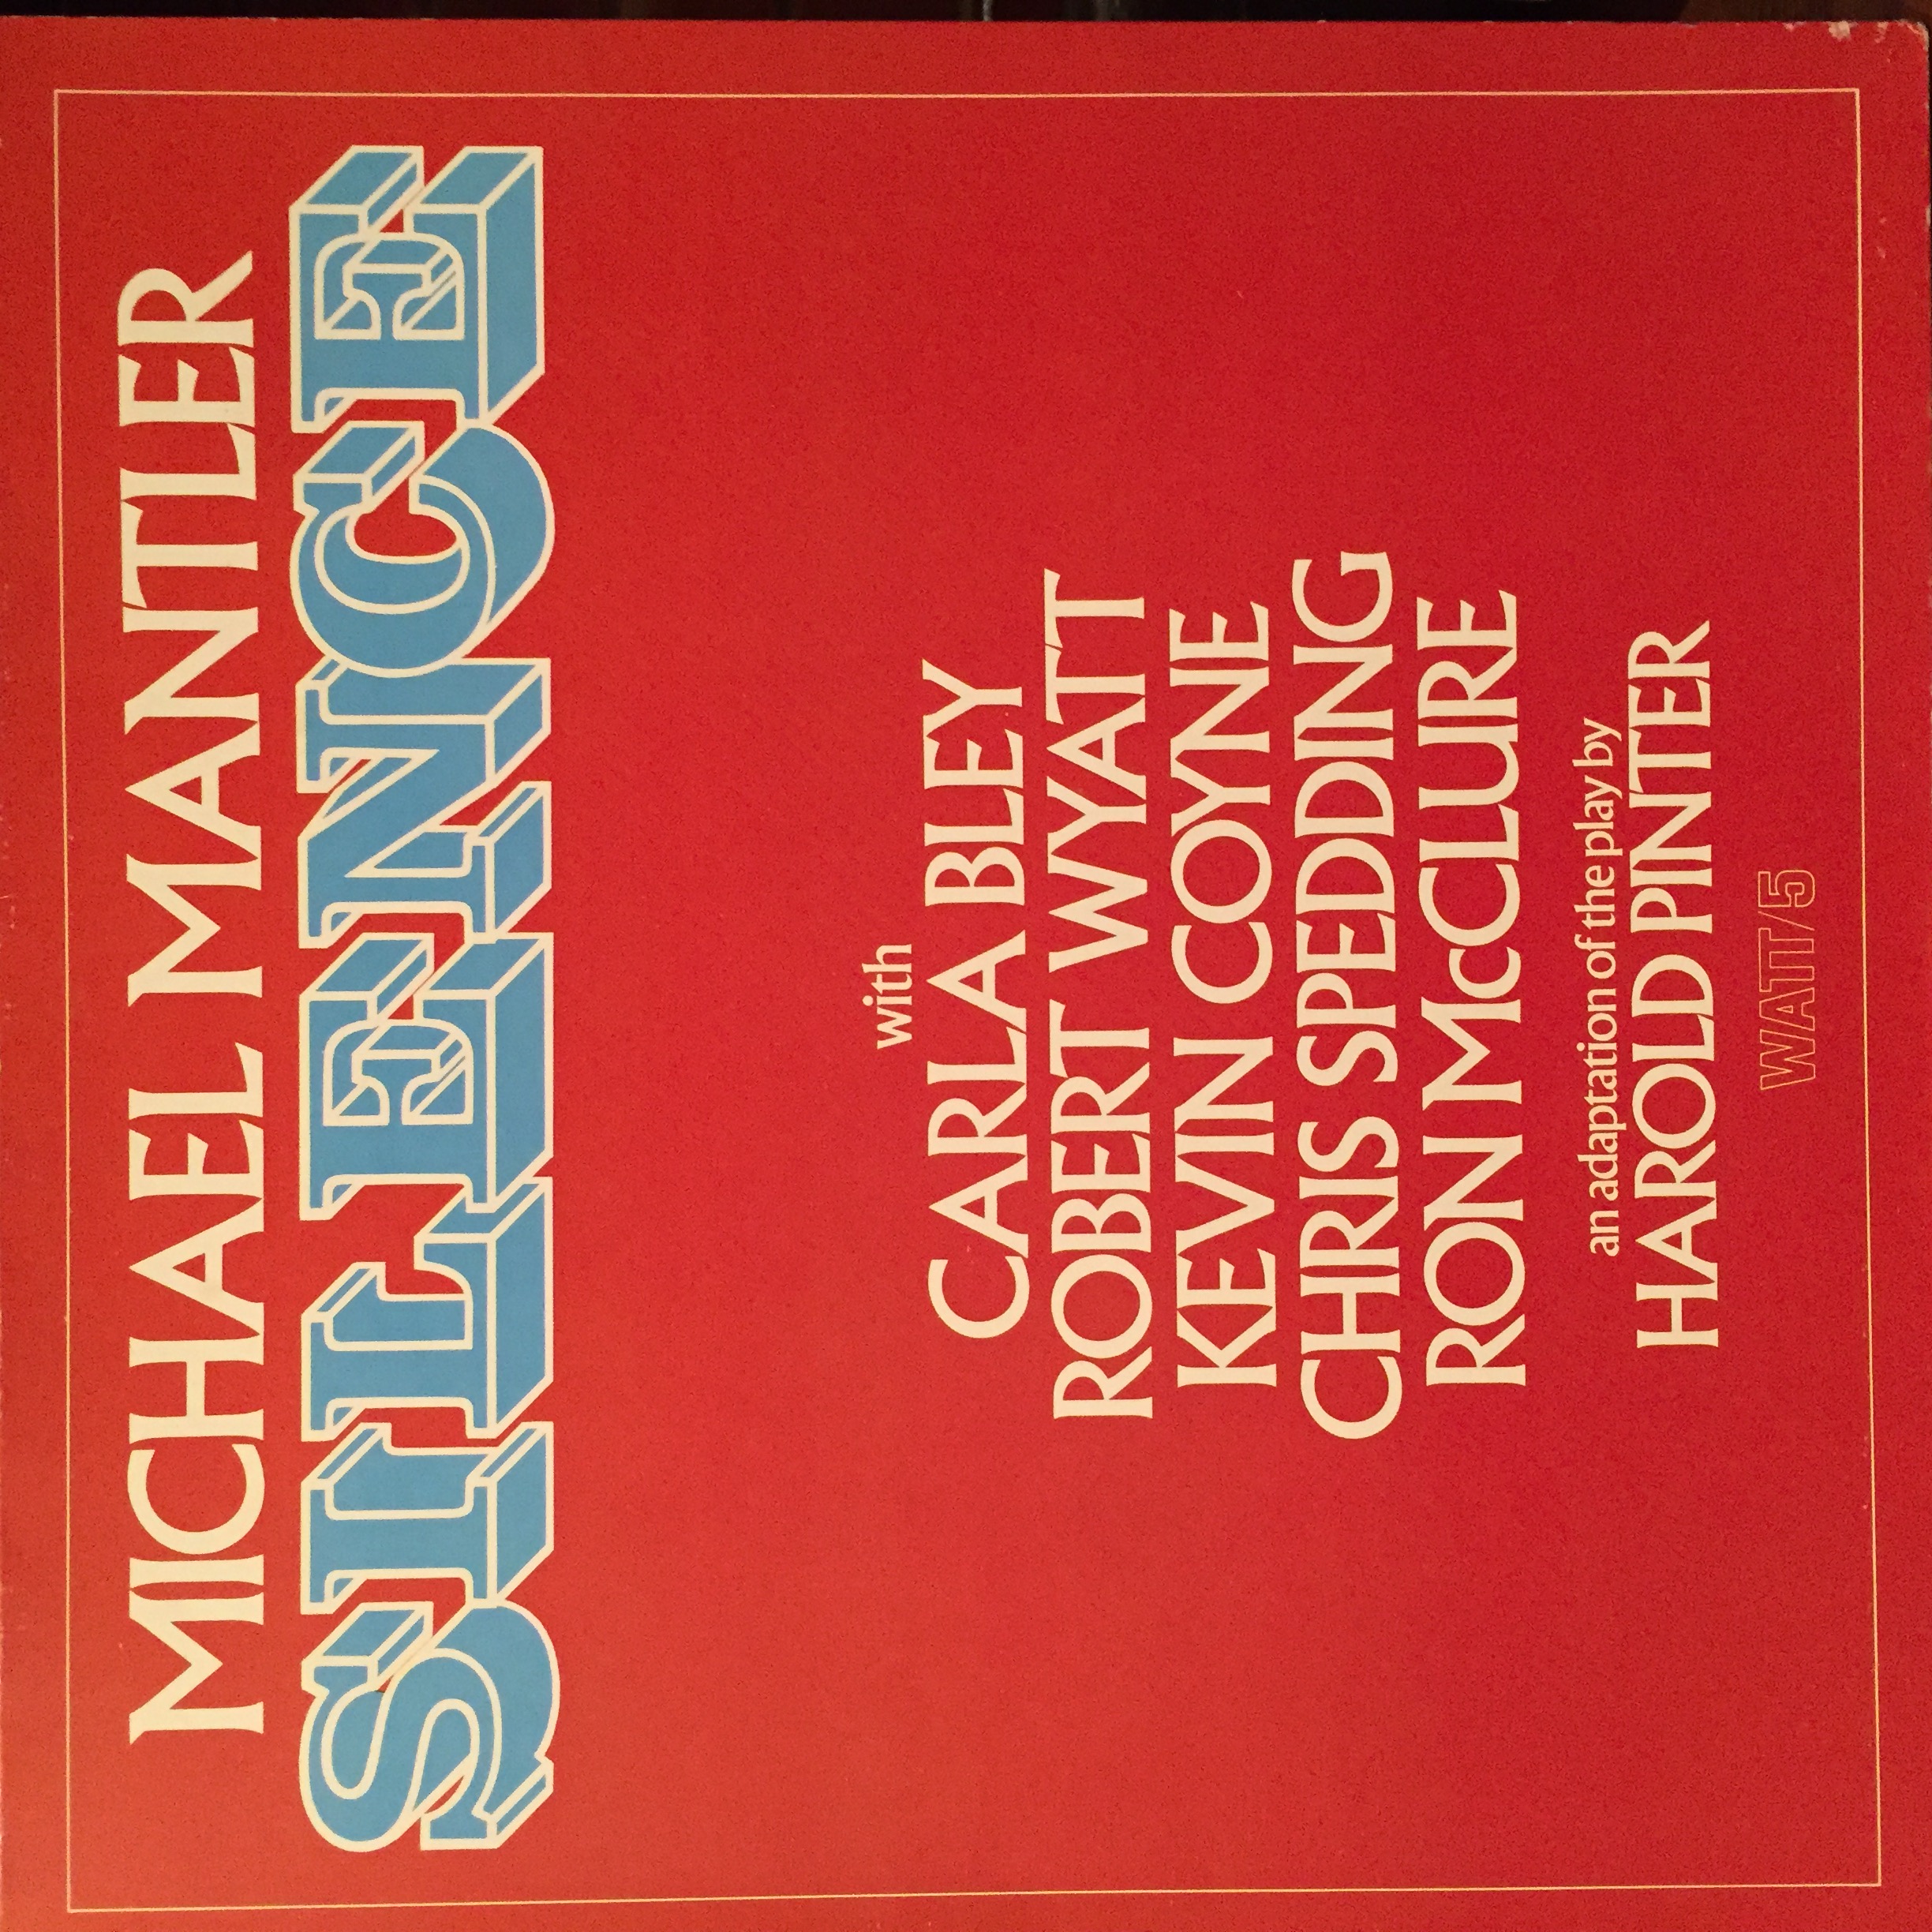 MICHAEL MANTLER
SILENCE
with
CARLA BLEY
ROBERT WYATT
KEVIN COYNE
CHRIS SPEDDING
RON McCLURE
an adaptation of the play by
HAROLD PINTER
WATT/5